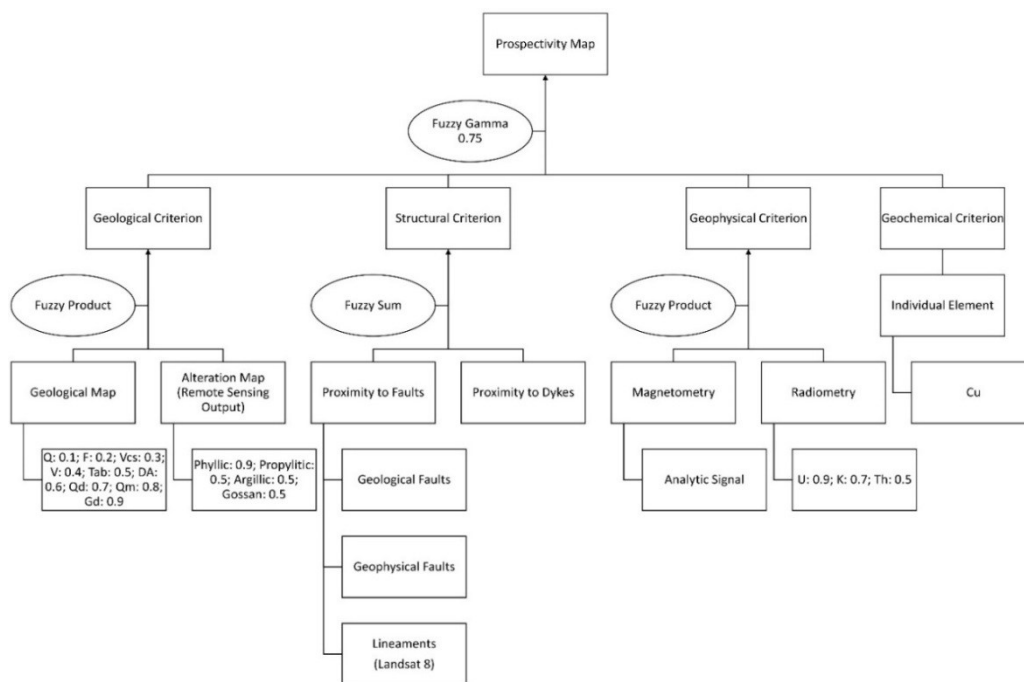 Prospectivity Map
Fuzzy Gamma
0.75
Geological Criterion
Structural Criterion
Geophysical Criterion
Geochemical Criterion
Fuzzy Product
Fuzzy Sum
Fuzzy Product
Individual Element
Geological Map
Alteration Map
(Remote Sensing
Output)
Proximity to Faults
Proximity to Dykes
Magnetometry
Radiometry
Cu
Q: 0.1; F: 0.2; Vcs: 0.3;
V: 0.4; Tab: 0.5; DA:
0.6; Qd: 0.7; Qm: 0.8;
Gd: 0.9
Phyllic: 0.9; Propylitic:
0.5; Argillic: 0.5;
Gossan: 0.5
Geological Faults
Analytic Signal
U: 0.9; K: 0.7; Th: 0.5
Geophysical Faults
Lineaments
(Landsat 8)